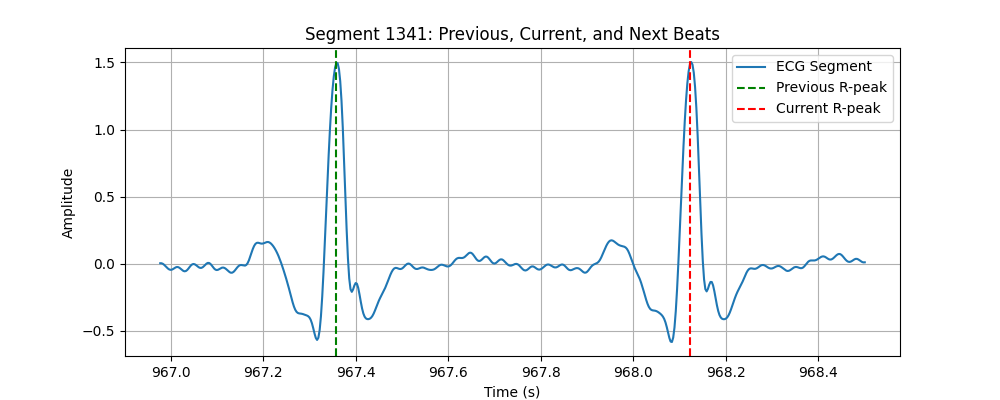 Segment 1341: Previous, Current, and Next Beats
ECG Segment
Previous R-peak
Current R-peak
1.5
1.0
0.5
0.0
−0.5
Amplitude
967.0 967.2 967.4 967.6 967.8 968.0 968.2 968.4
Time (s)